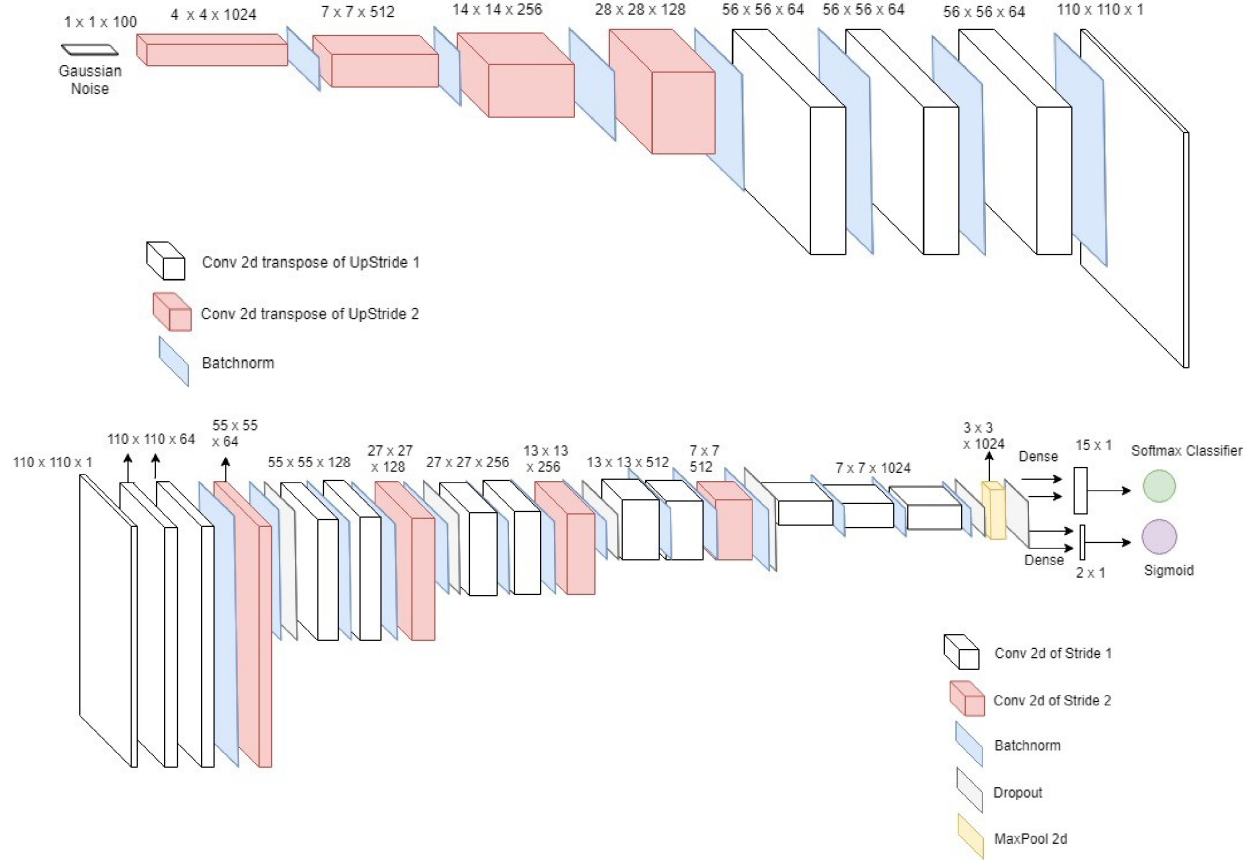 1 x 1 x 100
4 x 4 x 1024
7 x 7 x 512
14 x 14 x 256
28 x 28 x 128
56 x 56 x 64
56 x 56 x 64
56 x 56 x 64
110 x 110 x 1
Gaussian
Noise
Conv 2d transpose of UpStride 1
Conv 2d transpose of UpStride 2
Batchnorm
110 x 110 x 1
110 x 110 x 64
55 x 55
x 64
55 x 55 x 128
27 x 27
x 128
27 x 27 x 256
13 x 13
x 256
13 x 13 x 512
7 x 7
512
7 x 7 x 1024
3 x 3
x 1024
Dense
15 x 1
Softmax Classifier
Dense
2 x 1
Sigmoid
Conv 2d of Stride 1
Conv 2d of Stride 2
Batchnorm
Dropout
MaxPool 2d